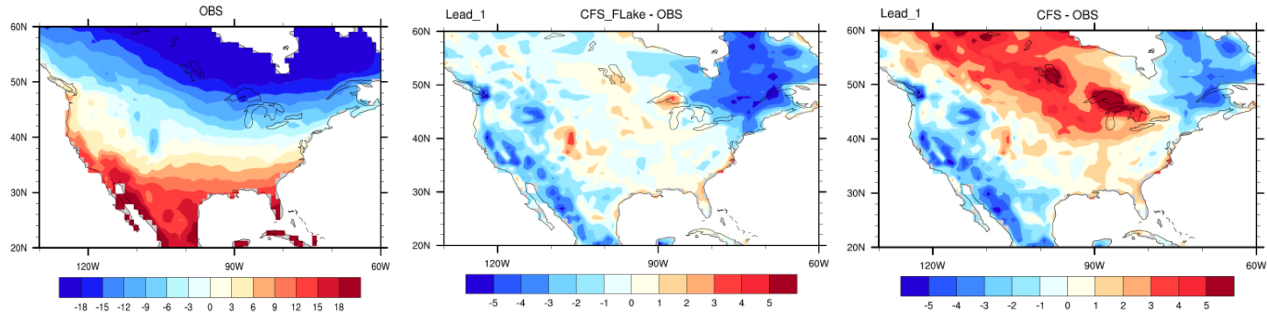 OBS
60N
50N
40N
30N
20N
120W
90W
60W
-18 -15 -12 -9 -6 -3 0 3 6 9 12 15 18
Lead_1 CFS_FLake - OBS
60N
50N
40N
30N
20N
120W
90W
60W
-5 -4 -3 -2 -1 0 1 2 3 4 5
Lead_1 CFS - OBS
60N
50N
40N
30N
20N
120W
90W
60W
-5 -4 -3 -2 -1 0 1 2 3 4 5